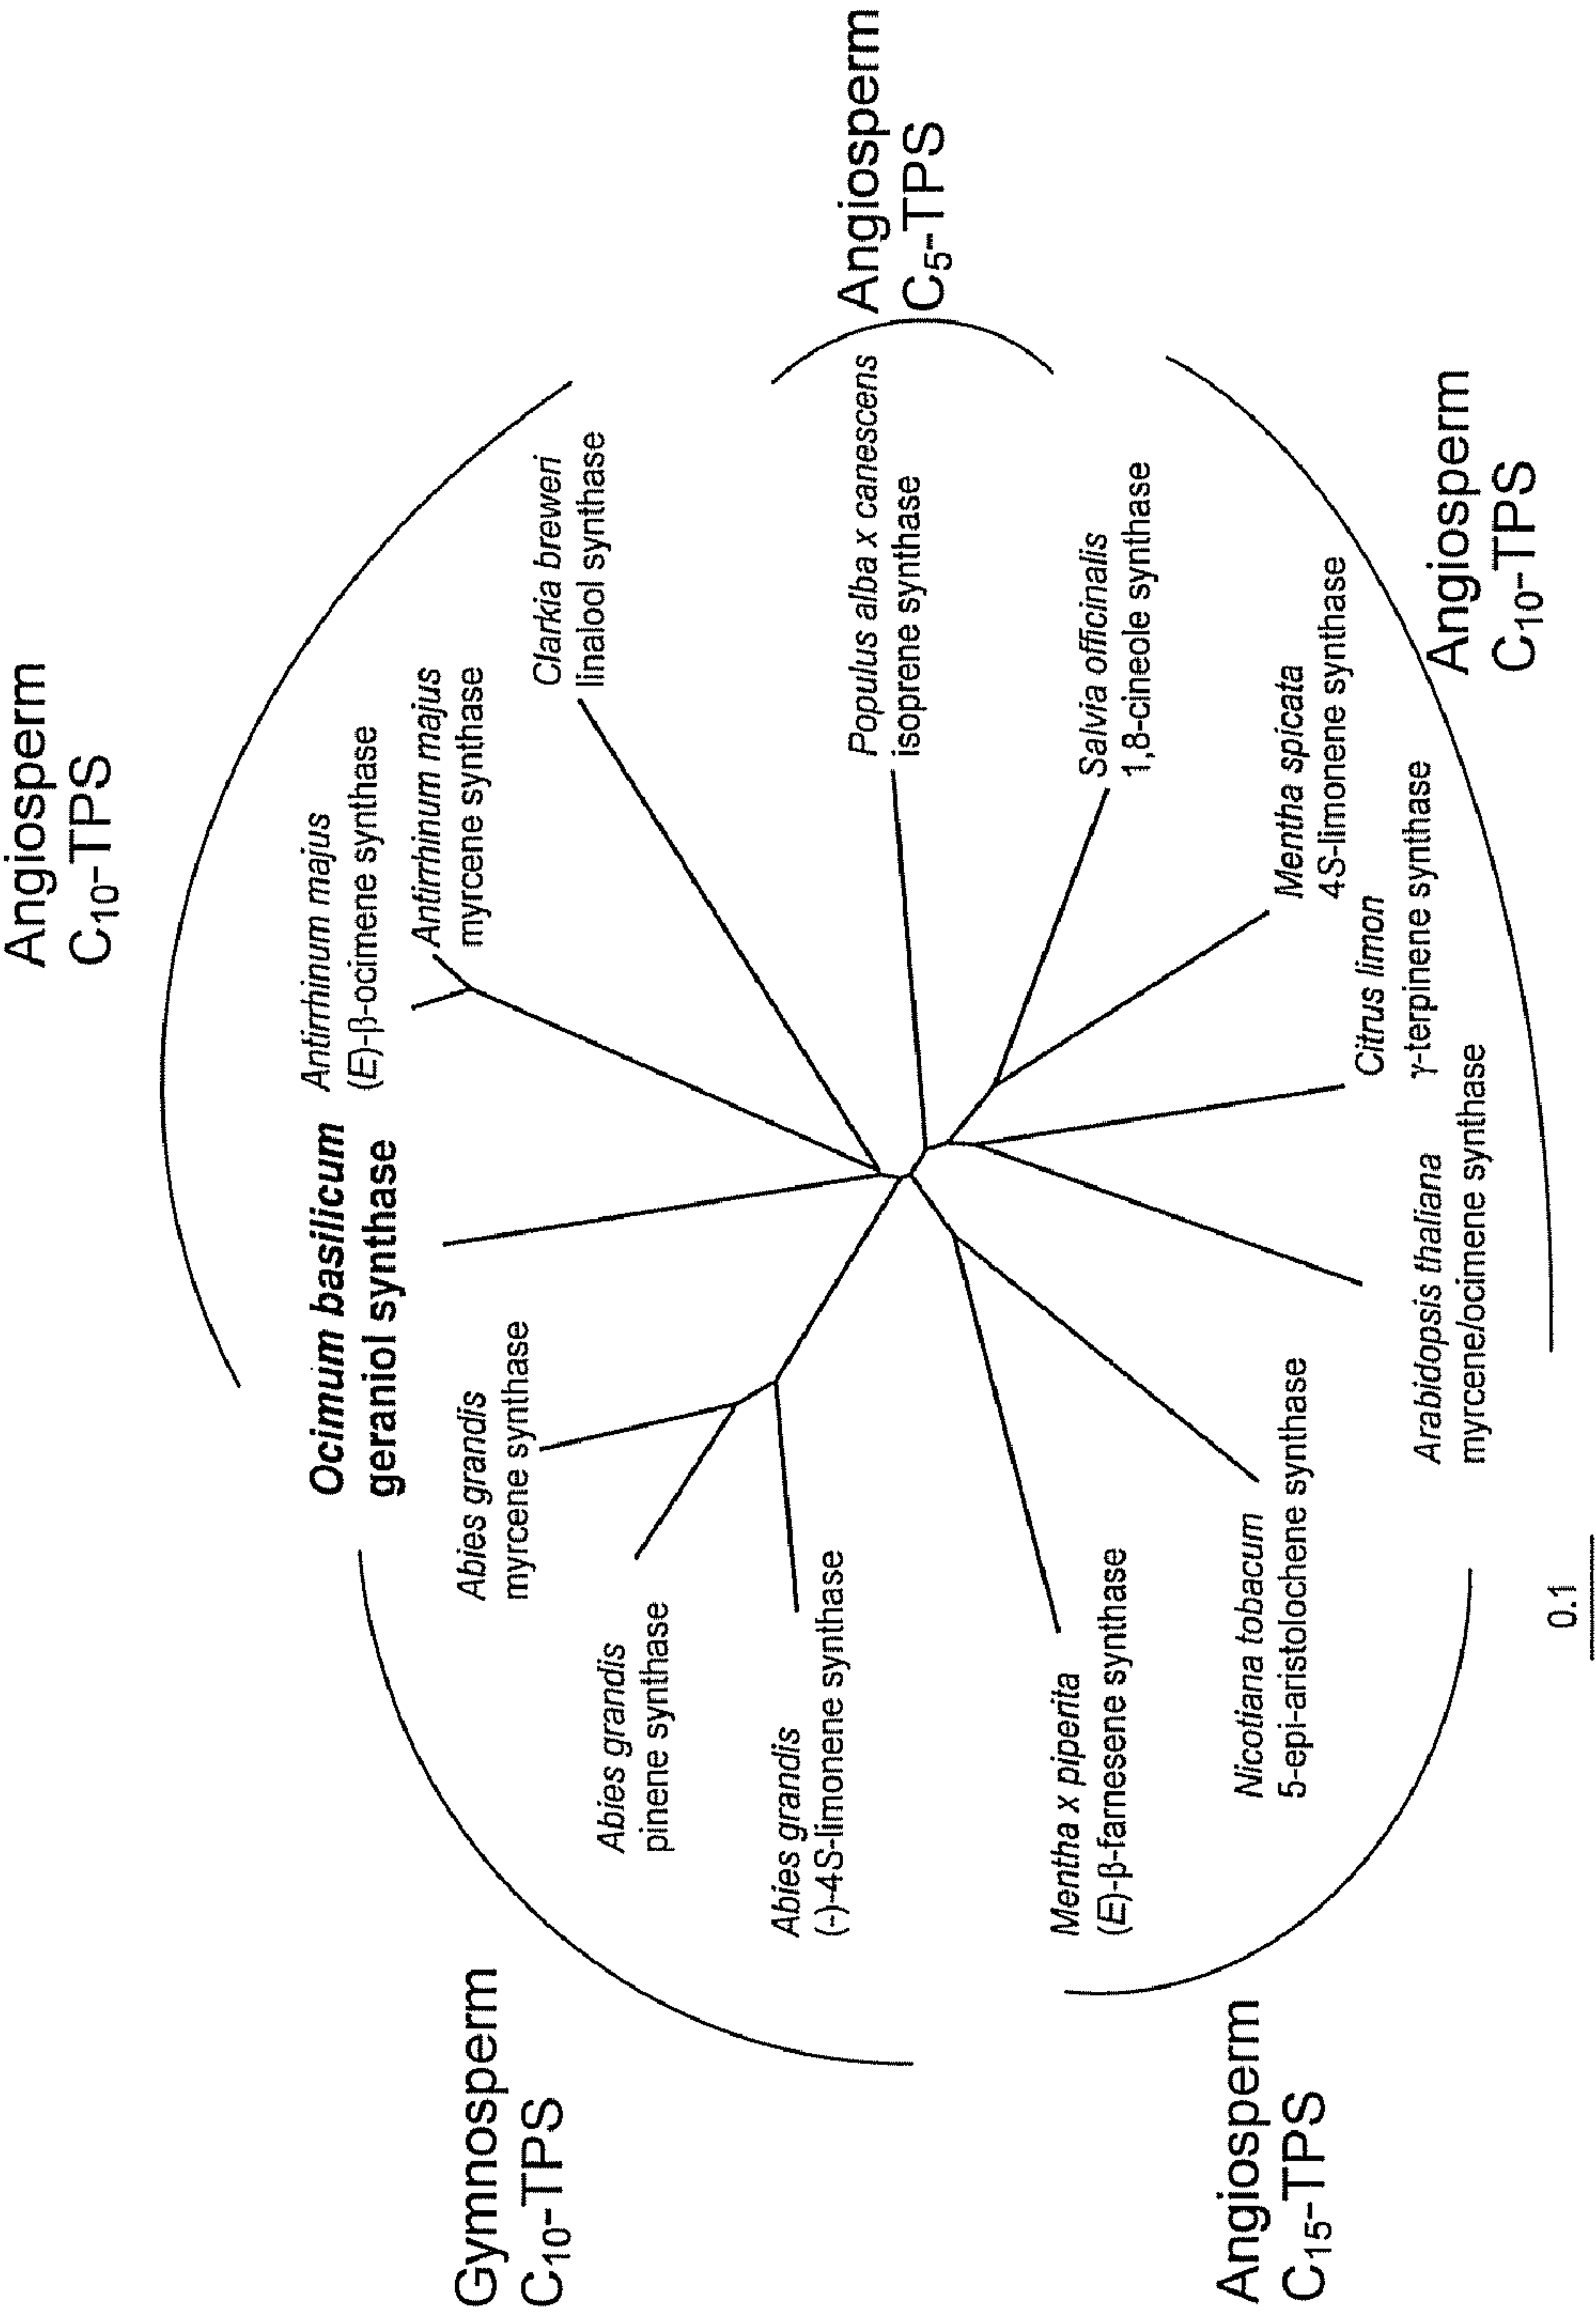 Angiosperm
C10-TPS
Gymnosperm
C10-TPS
Ocimum basilicum
geraniol synthase
Antirrhinum majus
(E)-β-ocimene synthase
Antirrhinum majus
myrcene synthase
Clarkia breweri
linalool synthase
Abies grandis
myrcene synthase
Abies grandis
pinene synthase
Abies grandis
(-)-4S-limonene synthase
Populus alba x canescens
isoprene synthase
Angiosperm
C5-TPS
Salvia officinalis
1,8-cineole synthase
Mentha x piperita
(E)-β-farnesene synthase
Nicotiana tobacum
5-epi-aristolochene synthase
Mentha spicata
4S-limonene synthase
Citrus limon
γ-terpinene synthase
Arabidopsis thaliana
myrcene/ocimene synthase
Angiosperm
C15-TPS
Angiosperm
C10-TPS
0.1